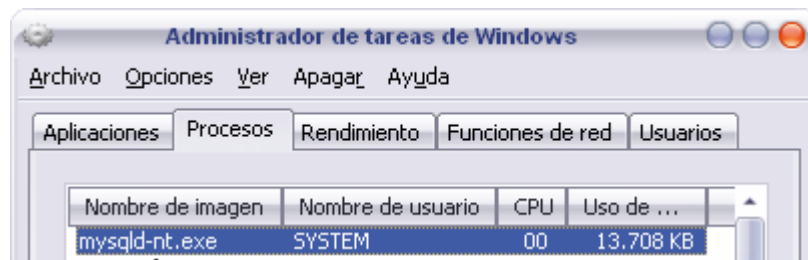 Administrador de tareas de Windows
Archivo Opciones Ver Apagar Ayuda
Aplicaciones Procesos Rendimiento Funciones de red Usuarios
Nombre de imagen Nombre de usuario CPU Uso de ...
mysqld-nt.exe SYSTEM 00 13.708 KB